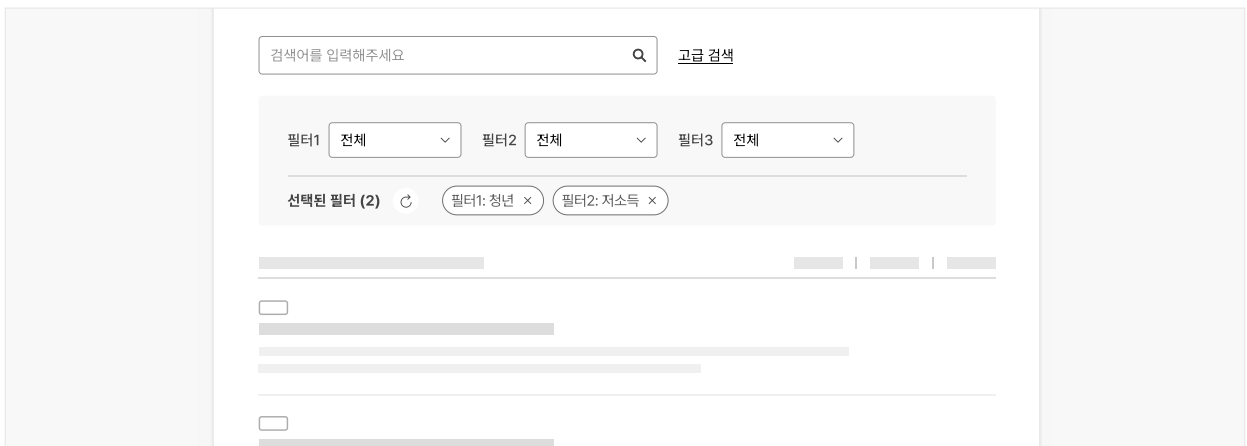 검색어를 입력해주세요 고급 검색
필터1 전체 필터2 전체 필터3 전체
선택된 필터 (2) 필터1: 청년 × 필터2: 저소득 ×